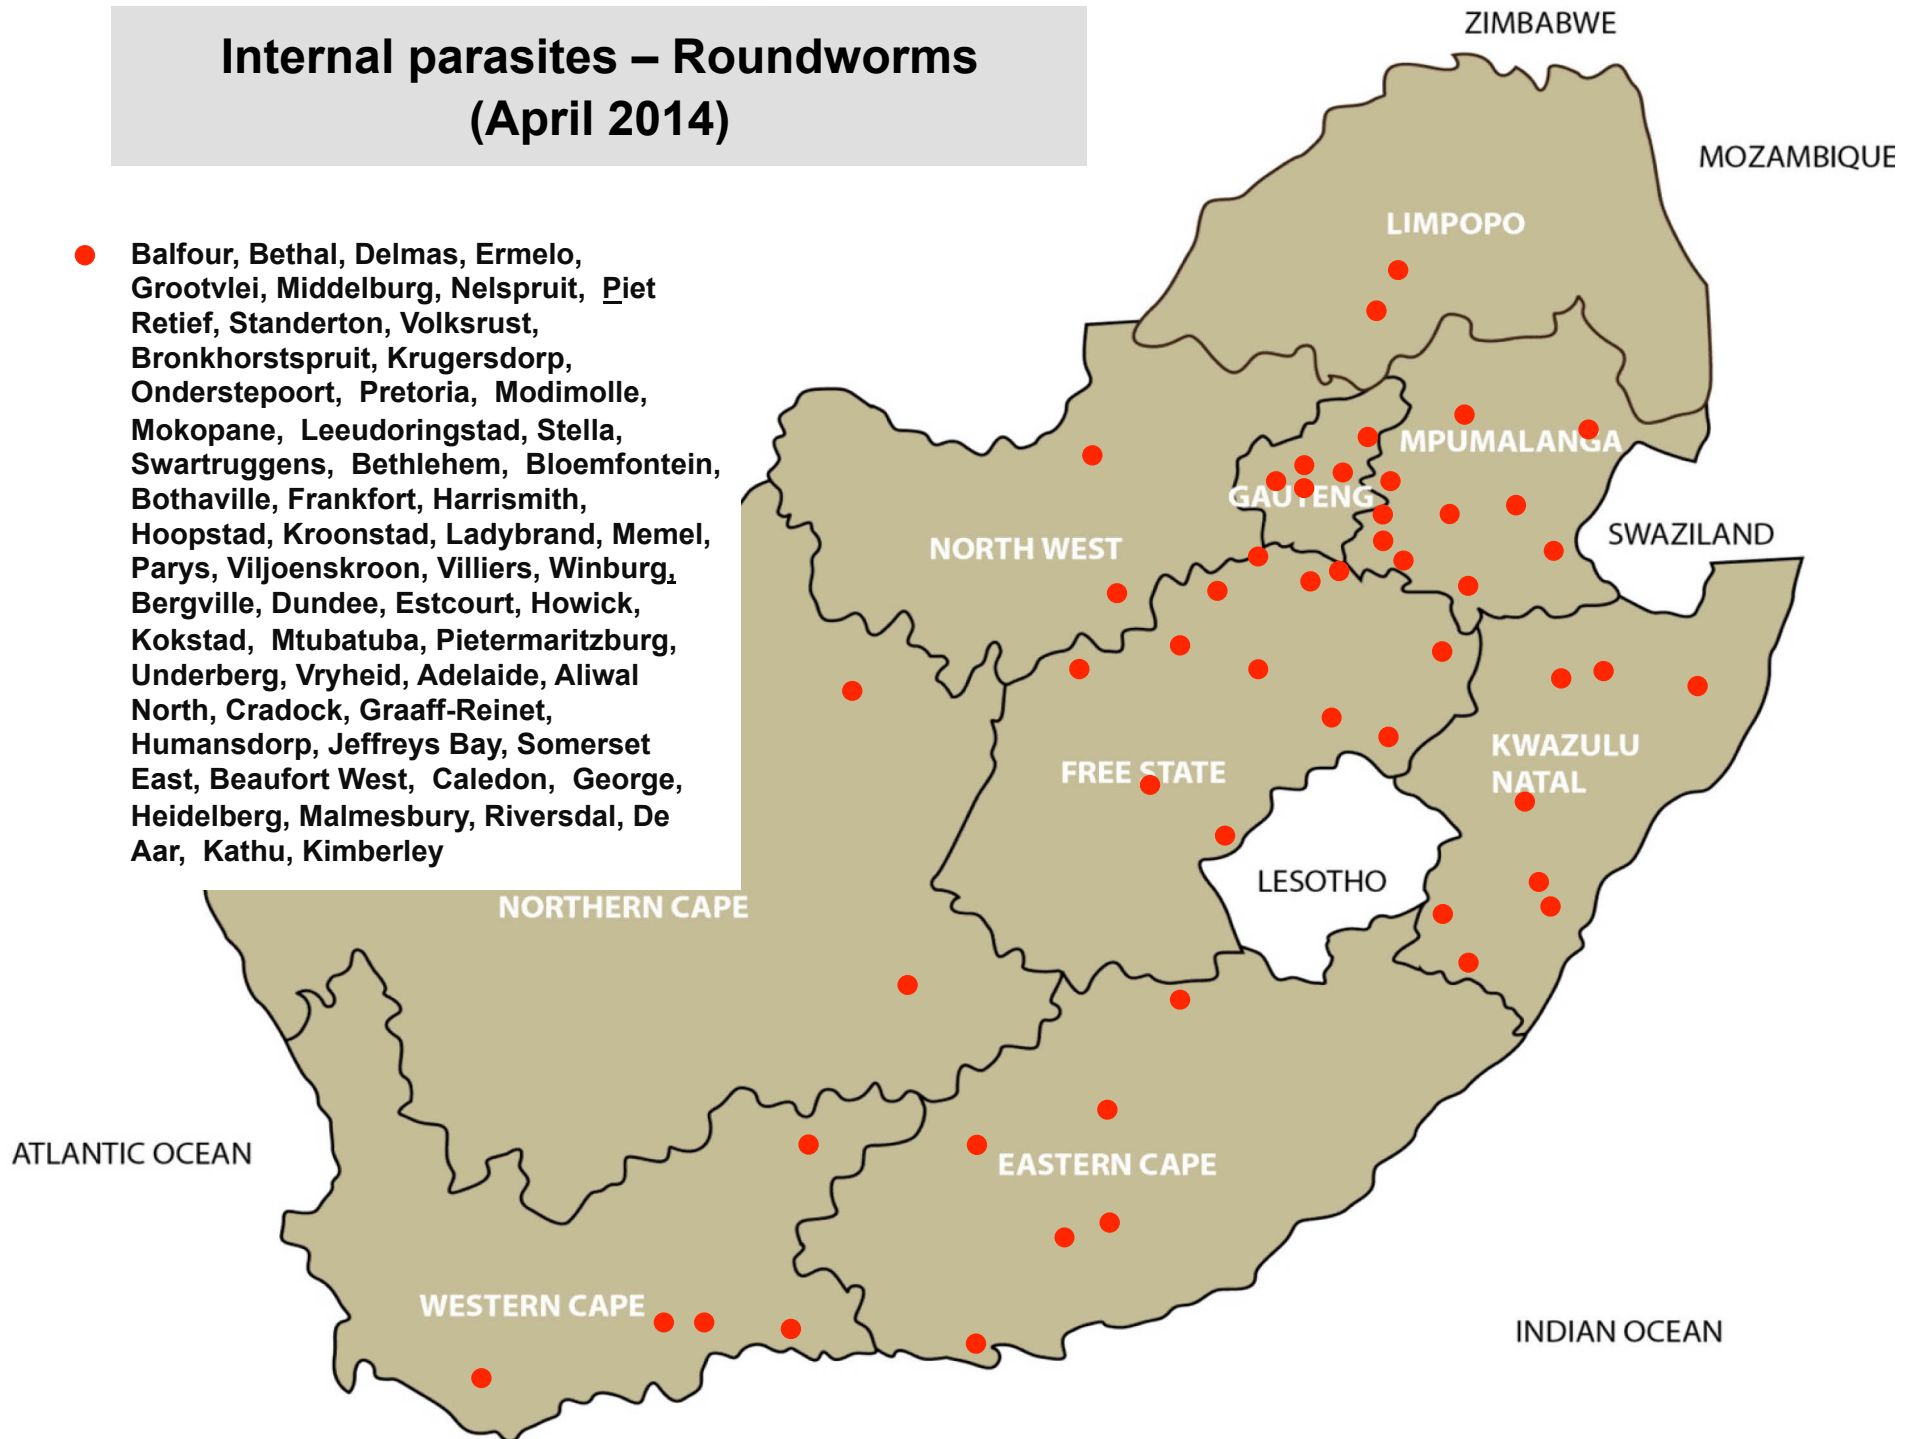 Internal parasites – Roundworms
(April 2014)
Balfour, Bethal, Delmas, Ermelo,
Grootvlei, Middelburg, Nelspruit, Piet
Retief, Standerton, Volksrust,
Bronkhorstspruit, Krugersdorp,
Onderstepoort, Pretoria, Modimolle,
Mokopane, Leeudoringstad, Stella,
Swartruggens, Bethlehem, Bloemfontein,
Bothaville, Frankfort, Harrismith,
Hoopstad, Kroonstad, Ladybrand, Memel,
Parys, Viljoenskroon, Villiers, Winburg,
Bergville, Dundee, Estcourt, Howick,
Kokstad, Mtubatuba, Pietermaritzburg,
Underberg, Vryheid, Adelaide, Aliwal
North, Cradock, Graaff-Reinet,
Humansdorp, Jeffreys Bay, Somerset
East, Beaufort West, Caledon, George,
Heidelberg, Malmesbury, Riversdal, De
Aar, Kathu, Kimberley
ZIMBABWE
MOZAMBIQUE
LIMPOPO
MPUMALANGA
GAUTENG
SWAZILAND
NORTH WEST
KWAZULU
NATAL
FREE STATE
LESOTHO
NORTHERN CAPE
ATLANTIC OCEAN
EASTERN CAPE
WESTERN CAPE
INDIAN OCEAN